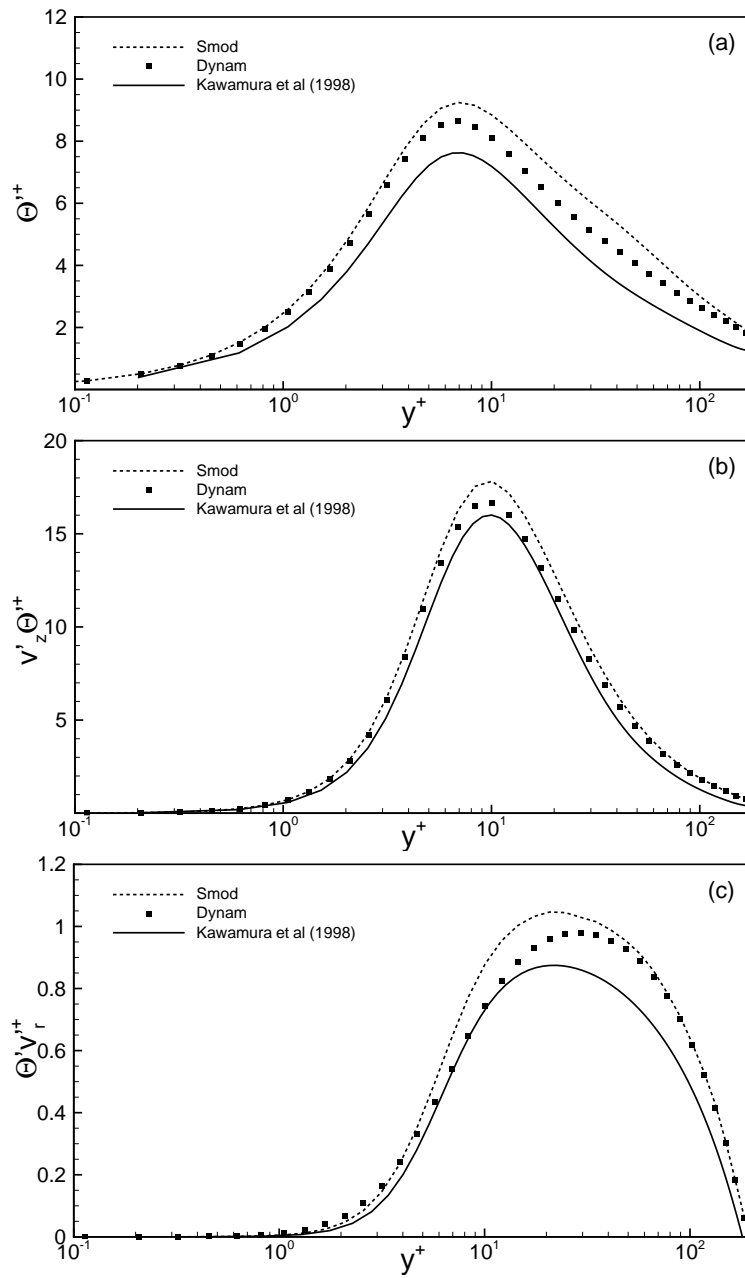 12
10
8
6
4
2
Θ'⁺
(a)
Smod
Dynam
Kawamura et al (1998)
10⁻¹ 10⁰ 10¹ 10²
y⁺
20
15
10
5
v'zΘ'⁺
(b)
Smod
Dynam
Kawamura et al (1998)
10⁻¹ 10⁰ 10¹ 10²
y⁺
1.2
1
0.8
0.6
0.4
0.2
0
Θ'v'r⁺
(c)
Smod
Dynam
Kawamura et al (1998)
10⁻¹ 10⁰ 10¹ 10²
y⁺